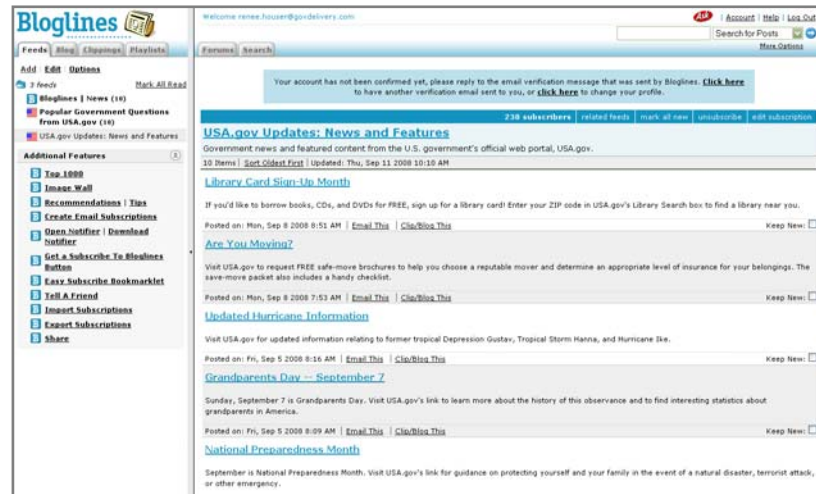 Bloglines
Welcome renee.houser@govdelivery.com
Ask | Account | Help | Log Out
Search for Posts
More Options
Feeds Blog Clippings Playlists
Forums Search
Add Edit Options
3 feeds Mark All Read
Bloglines | News (10)
Popular Government Questions
from USA.gov (10)
USA.gov Updates: News and Features
Additional Features
Top 1000
Image Wall
Recommendations | Tips
Create Email Subscriptions
Open Notifier | Download
Notifier
Get a Subscribe To Bloglines
Button
Easy Subscribe Bookmarklet
Tell A Friend
Import Subscriptions
Export Subscriptions
Share
Your account has not been confirmed yet, please reply to the email verification message that was sent by Bloglines. Click here
to have another verification email sent to you, or click here to change your profile.
238 subscribers | related feeds | mark all new | unsubscribe | edit subscription
USA.gov Updates: News and Features
Government news and featured content from the U.S. government's official web portal, USA.gov.
10 Items | Sort Oldest First | Updated: Thu, Sep 11 2008 10:10 AM
Library Card Sign-Up Month
If you'd like to borrow books, CDs, and DVDs for FREE, sign up for a library card! Enter your ZIP code in USA.gov's Library Search box to find a library near you.
Posted on: Mon, Sep 8 2008 8:51 AM | Email This | Clip/Blog This Keep New:
Are You Moving?
Visit USA.gov to request FREE safe-move brochures to help you choose a reputable mover and determine an appropriate level of insurance for your belongings. The
save-move packet also includes a handy checklist.
Posted on: Mon, Sep 8 2008 7:53 AM | Email This | Clip/Blog This Keep New:
Updated Hurricane Information
Visit USA.gov for updated information relating to former tropical Depression Gustav, Tropical Storm Hanna, and Hurricane Ike.
Posted on: Fri, Sep 5 2008 8:16 AM | Email This | Clip/Blog This Keep New:
Grandparents Day -- September 7
Sunday, September 7 is Grandparents Day. Visit USA.gov's link to learn more about the history of this observance and to find interesting statistics about
grandparents in America.
Posted on: Fri, Sep 5 2008 8:09 AM | Email This | Clip/Blog This Keep New:
National Preparedness Month
September is National Preparedness Month. Visit USA.gov's link for guidance on protecting yourself and your family in the event of a natural disaster, terrorist attack,
or other emergency.